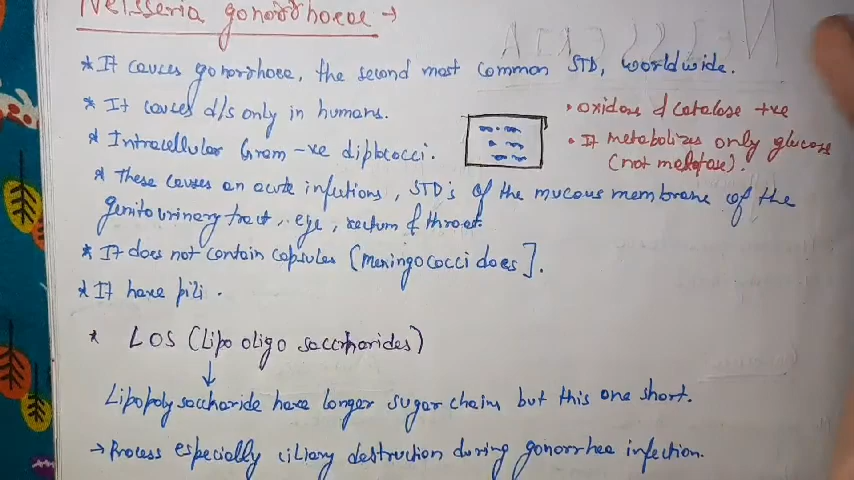 Neisseria gonorrhoeae →
* It causes gonorrhoea, the second most common STD, worldwide.
* It causes d/s only in humans.
* Intracellular Gram -ve diplococci.
• oxidase & catalase +ve
• It metabolizes only glucose
(not maltose).
* These causes an acute infections, STD's of the mucous membrane of the
genitourinary tract, eye, rectum & throat.
* It does not contain capsules [meningococci does].
* It have pili.
* LOS (Lipo oligo saccharides)
↓
Lipopolysaccharide have longer sugar chains but this one short.
→ Process especially ciliary destruction during gonorrhea infection.